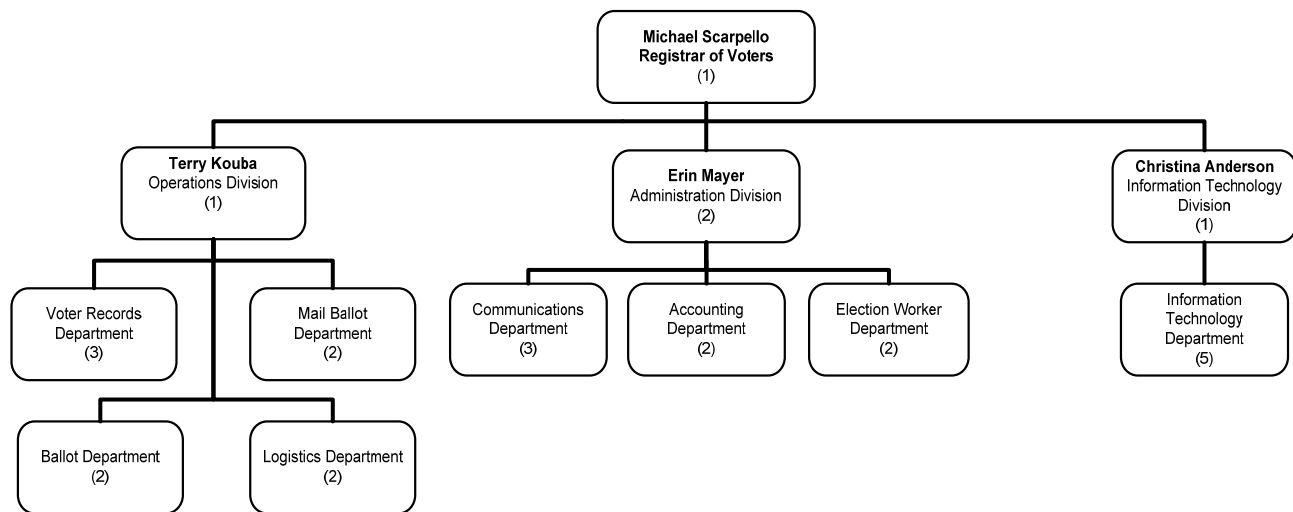 Michael Scarpello
Registrar of Voters
(1)
Terry Kouba
Operations Division
(1)
Erin Mayer
Administration Division
(2)
Christina Anderson
Information Technology
Division
(1)
Voter Records
Department
(3)
Mail Ballot
Department
(2)
Communications
Department
(3)
Accounting
Department
(2)
Election Worker
Department
(2)
Information
Technology
Department
(5)
Ballot Department
(2)
Logistics Department
(2)